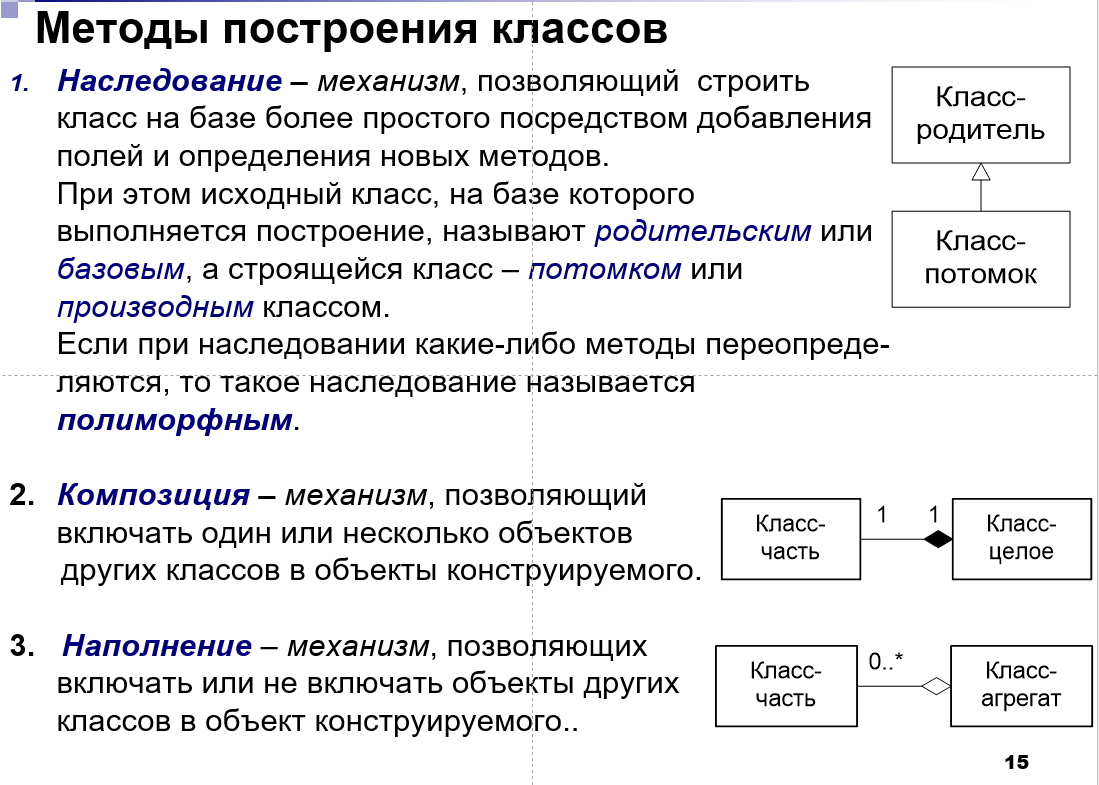 Методы построения классов
1. Наследование – механизм, позволяющий строить
класс на базе более простого посредством добавления
полей и определения новых методов.
При этом исходный класс, на базе которого
выполняется построение, называют родительским или
базовым, а строящейся класс – потомком или
производным классом.
Если при наследовании какие-либо методы переопреде-
ляются, то такое наследование называется
полиморфным.
Класс-
родитель
Класс-
потомок
2. Композиция – механизм, позволяющий
включать один или несколько объектов
других классов в объекты конструируемого.
Класс-
часть
1 1
Класс-
целое
3. Наполнение – механизм, позволяющих
включать или не включать объекты других
классов в объект конструируемого..
Класс-
часть
0..*
Класс-
агрегат
15